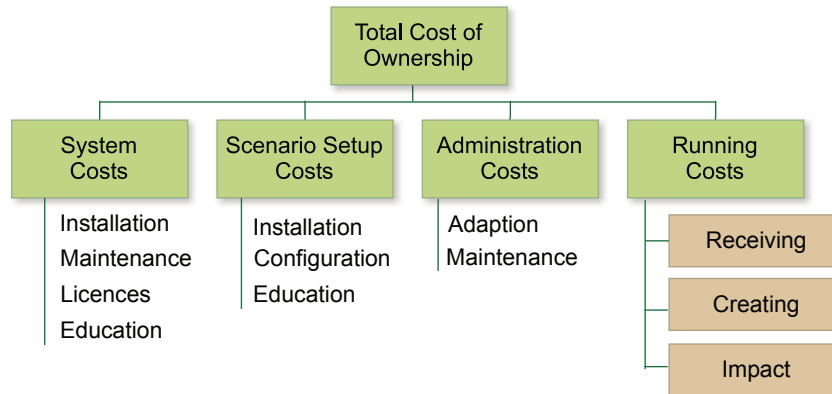 Total Cost of
Ownership
System
Costs
Installation
Maintenance
Licences
Education
Scenario Setup
Costs
Installation
Configuration
Education
Administration
Costs
Adaption
Maintenance
Running
Costs
Receiving
Creating
Impact